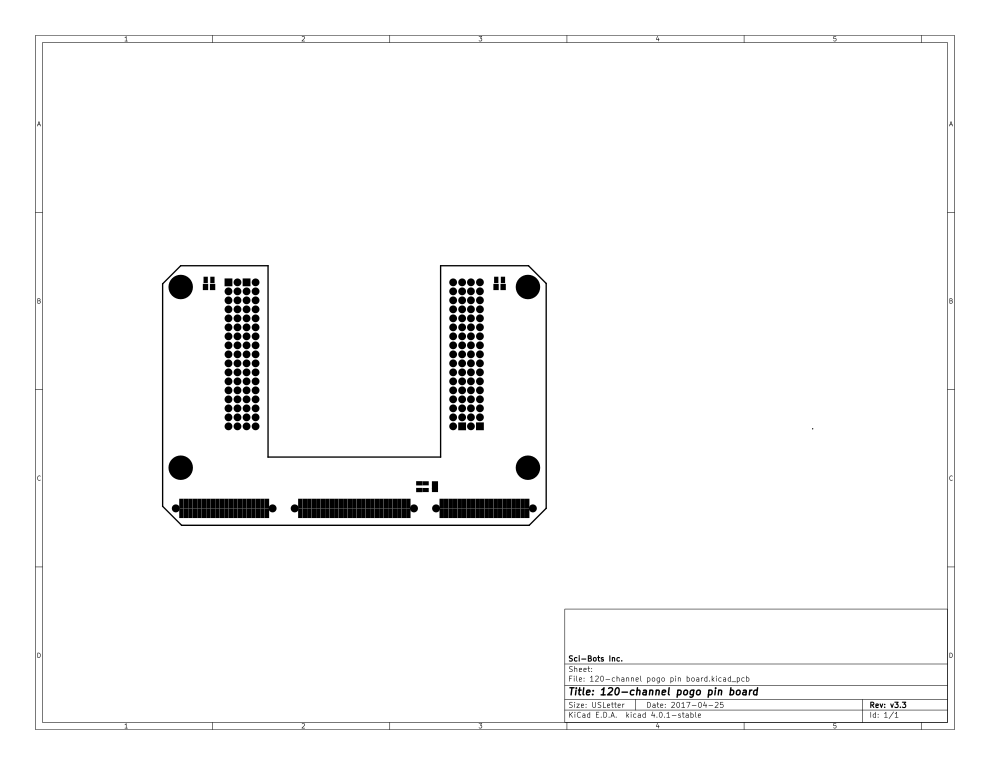 1 2 3 4 5
A A
B B
C C
Sci-Bots Inc.
Sheet:
File: 120-channel pogo pin board.kicad_pcb
Title: 120-channel pogo pin board
Size: USLetter Date: 2017-04-25 Rev: v3.3
KiCad E.D.A. kicad 4.0.1-stable Id: 1/1
D D
1 2 3 4 5